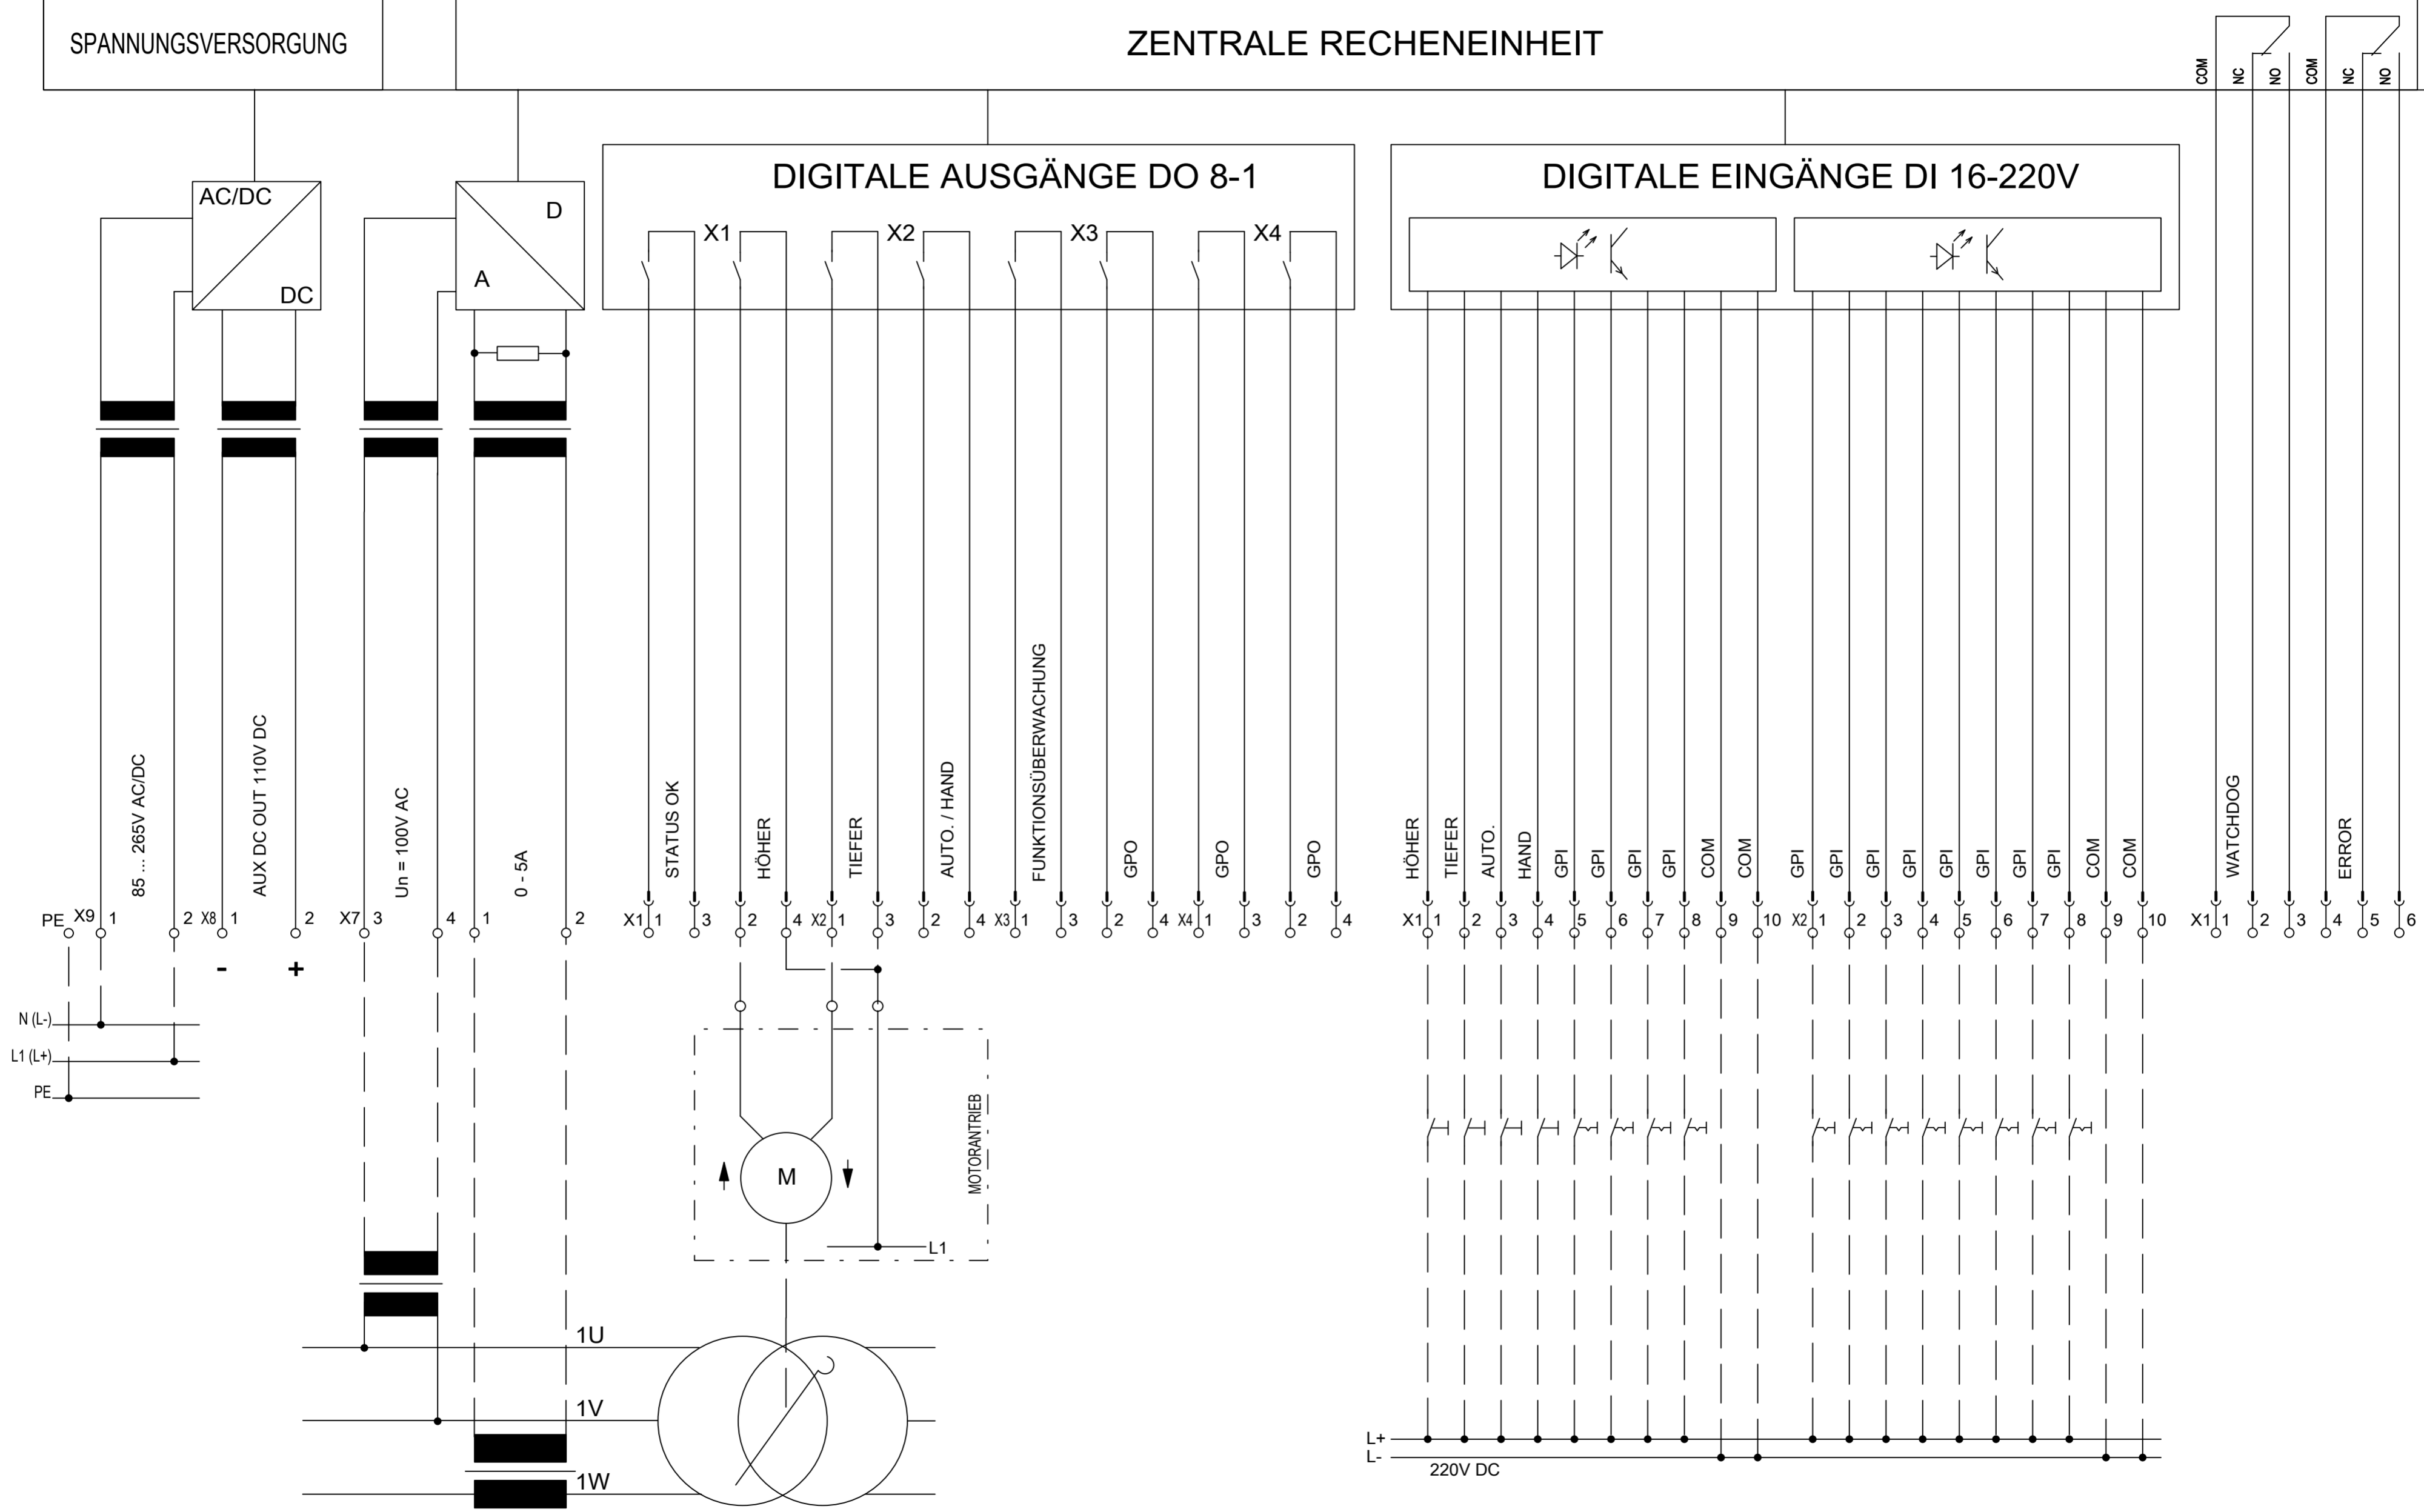 SPANNUNGSVERSORGUNG
ZENTRALE RECHENEINHEIT
COM
NC
NO
COM
NC
NO
AC/DC
DC
D
A
DIGITALE AUSGÄNGE DO 8-1
X1
X2
X3
X4
DIGITALE EINGÄNGE DI 16-220V
85 ... 265V AC/DC
AUX DC OUT 110V DC
Un = 100V AC
0 - 5A
STATUS OK
HÖHER
TIEFER
AUTO. / HAND
FUNKTIONSÜBERWACHUNG
GPO
GPO
GPO
HÖHER
TIEFER
AUTO.
HAND
GPI
GPI
GPI
GPI
COM
COM
GPI
GPI
GPI
GPI
GPI
GPI
GPI
GPI
COM
COM
WATCHDOG
ERROR
PE X9 1 2 X8 1 2 X7 3 4 1 2
X1 1 3 2 4 X2 1 3 2 4 X3 1 3 2 4 X4 1 3 2 4
X1 1 2 3 4 5 6 7 8 9 10 X2 1 2 3 4 5 6 7 8 9 10
X1 1 2 3 4 5 6
- +
N (L-)
L1 (L+)
PE
MOTORANTRIEB
M
L1
1U
1V
1W
L+
L-
220V DC